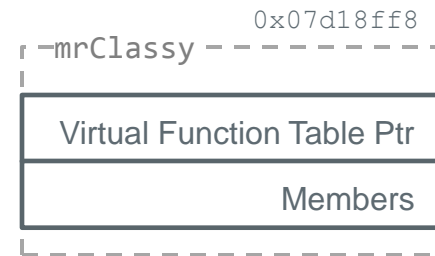 0x07d18ff8
mrClassy
Virtual Function Table Ptr
Members